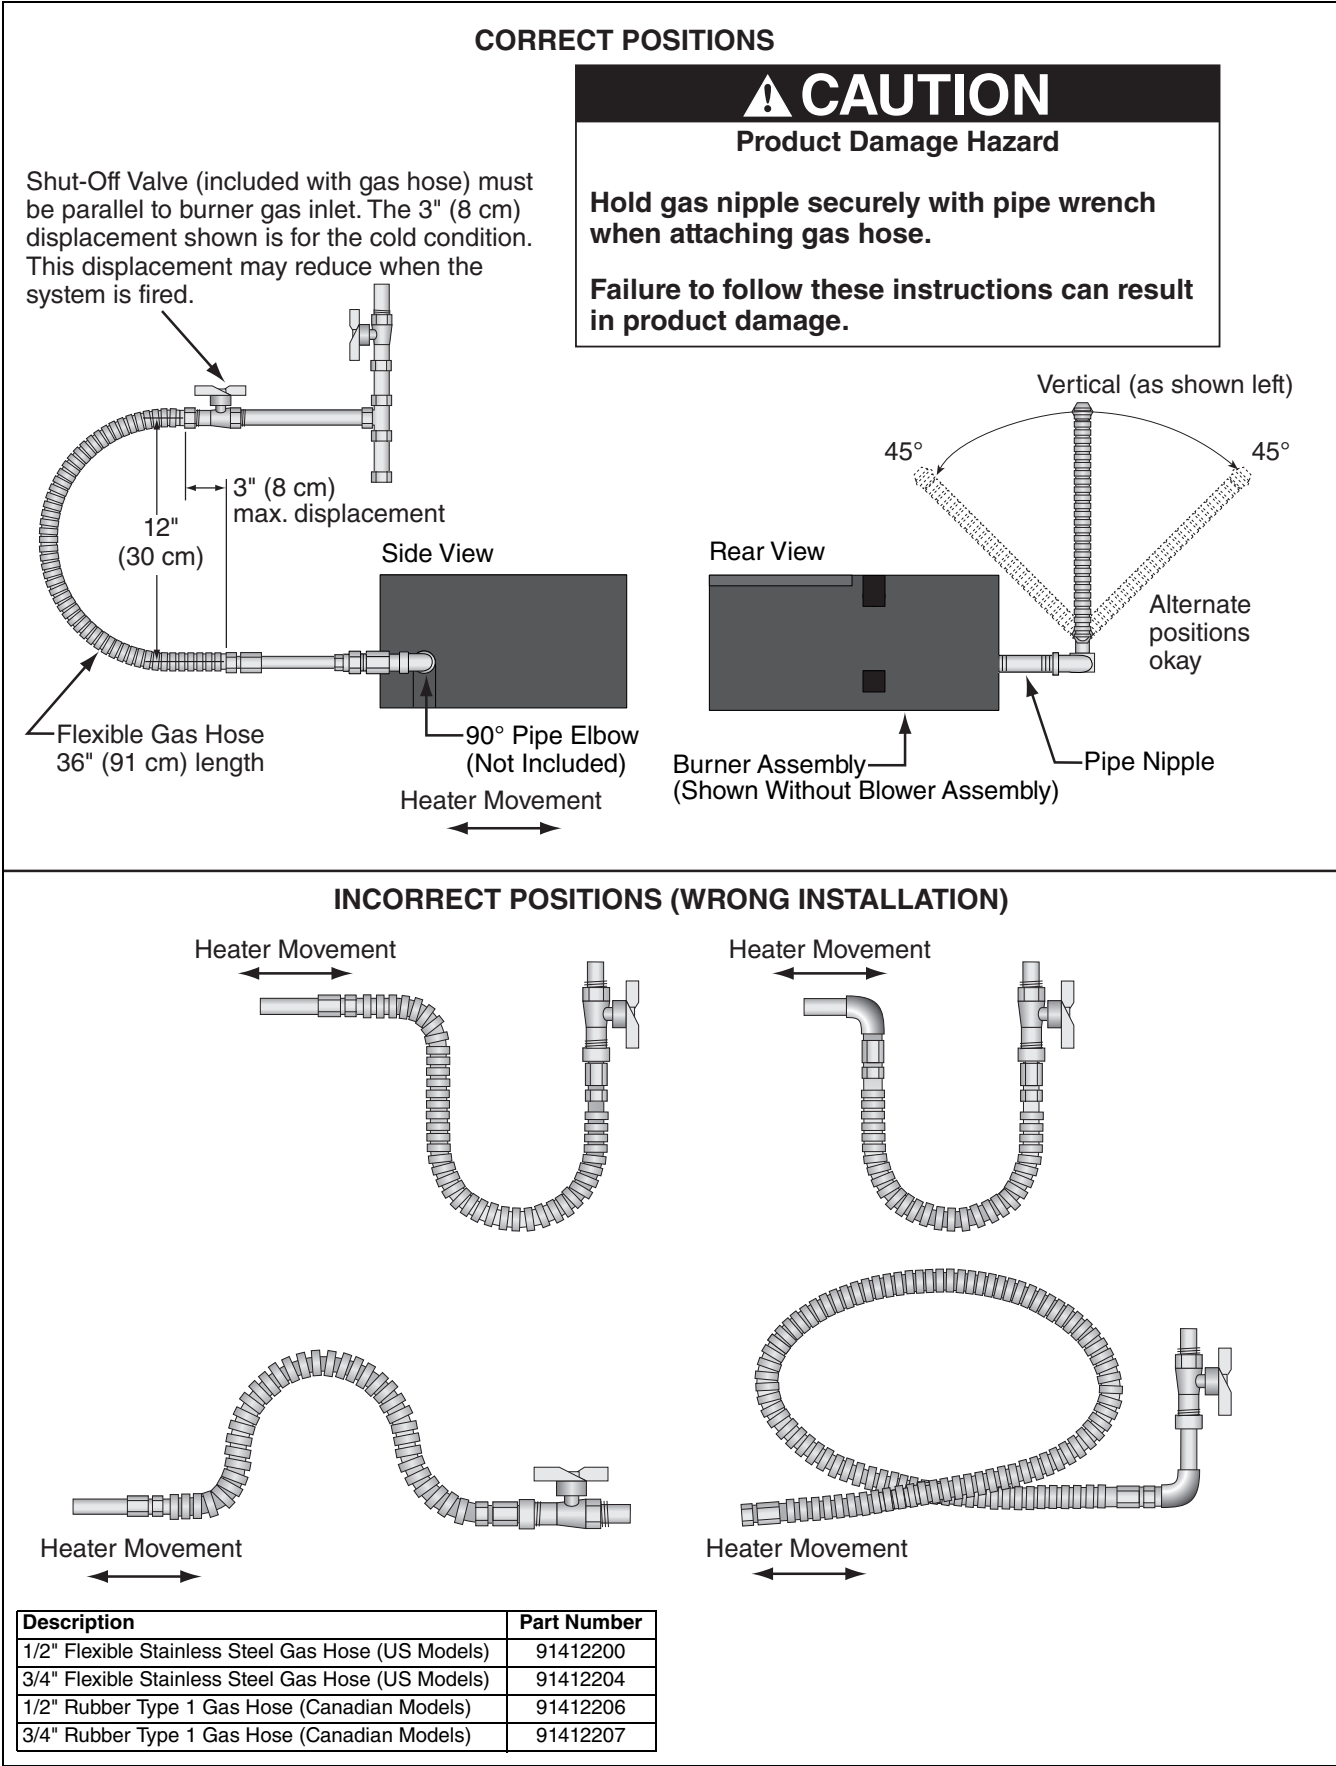 CORRECT POSITIONS
CAUTION
Product Damage Hazard
Hold gas nipple securely with pipe wrench
when attaching gas hose.
Failure to follow these instructions can result
in product damage.
Shut-Off Valve (included with gas hose) must
be parallel to burner gas inlet. The 3" (8 cm)
displacement shown is for the cold condition.
This displacement may reduce when the
system is fired.
Vertical (as shown left)
45°
45°
3" (8 cm)
max. displacement
12"
(30 cm)
Side View
Rear View
Alternate
positions
okay
Flexible Gas Hose
36" (91 cm) length
90° Pipe Elbow
(Not Included)
Burner Assembly
(Shown Without Blower Assembly)
Pipe Nipple
Heater Movement
INCORRECT POSITIONS (WRONG INSTALLATION)
Heater Movement
Heater Movement
Heater Movement
Heater Movement
Description Part Number
1/2" Flexible Stainless Steel Gas Hose (US Models) 91412200
3/4" Flexible Stainless Steel Gas Hose (US Models) 91412204
1/2" Rubber Type 1 Gas Hose (Canadian Models) 91412206
3/4" Rubber Type 1 Gas Hose (Canadian Models) 91412207